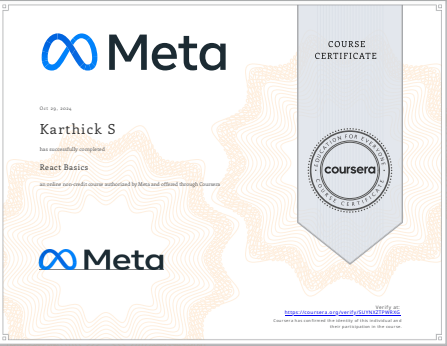 Meta
COURSE
CERTIFICATE
Oct 29, 2024
Karthick S
has successfully completed
React Basics
an online non-credit course authorized by Meta and offered through Coursera
EDUCATION FOR EVERYONE
coursera
COURSE CERTIFICATE
Meta
Verify at:
https://coursera.org/verify/
Coursera has confirmed the identity of this individual and
their participation in the course.